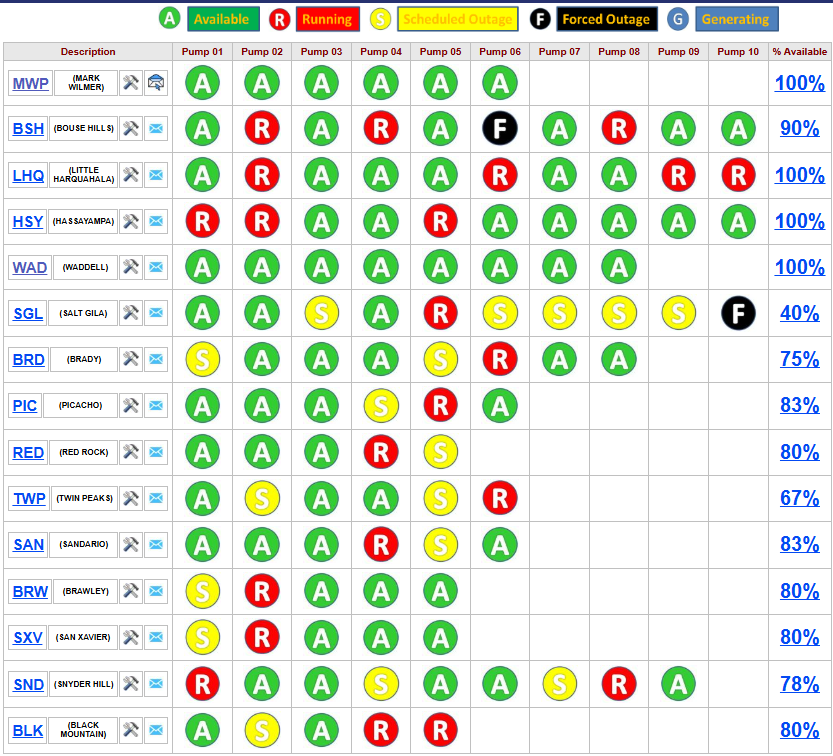 A Available R Running S Scheduled Outage F Forced Outage G Generating
Description Pump 01 Pump 02 Pump 03 Pump 04 Pump 05 Pump 06 Pump 07 Pump 08 Pump 09 Pump 10 % Available
MWP (MARK WILMER) A A A A A A 100%
BSH (BOUSE HILLS) A R A R A F A R A A 90%
LHQ (LITTLE HARQUAHALA) A R A A A R A A R R 100%
HSY (HASSAYAMPA) R R A A R A A A A A 100%
WAD (WADDELL) A A A A A A A A 100%
SGL (SALT GILA) A A S A R S S S S F 40%
BRD (BRADY) S A A A S R A A 75%
PIC (PICACHO) A A A S R A 83%
RED (RED ROCK) A A A R S 80%
TWP (TWIN PEAKS) A S A A S R 67%
SAN (SANDARIO) A A A R S A 83%
BRW (BRAWLEY) S R A A A 80%
SXV (SAN XAVIER) S R A A A 80%
SND (SNYDER HILL) R A A S A A S R A 78%
BLK (BLACK MOUNTAIN) A S A R R 80%